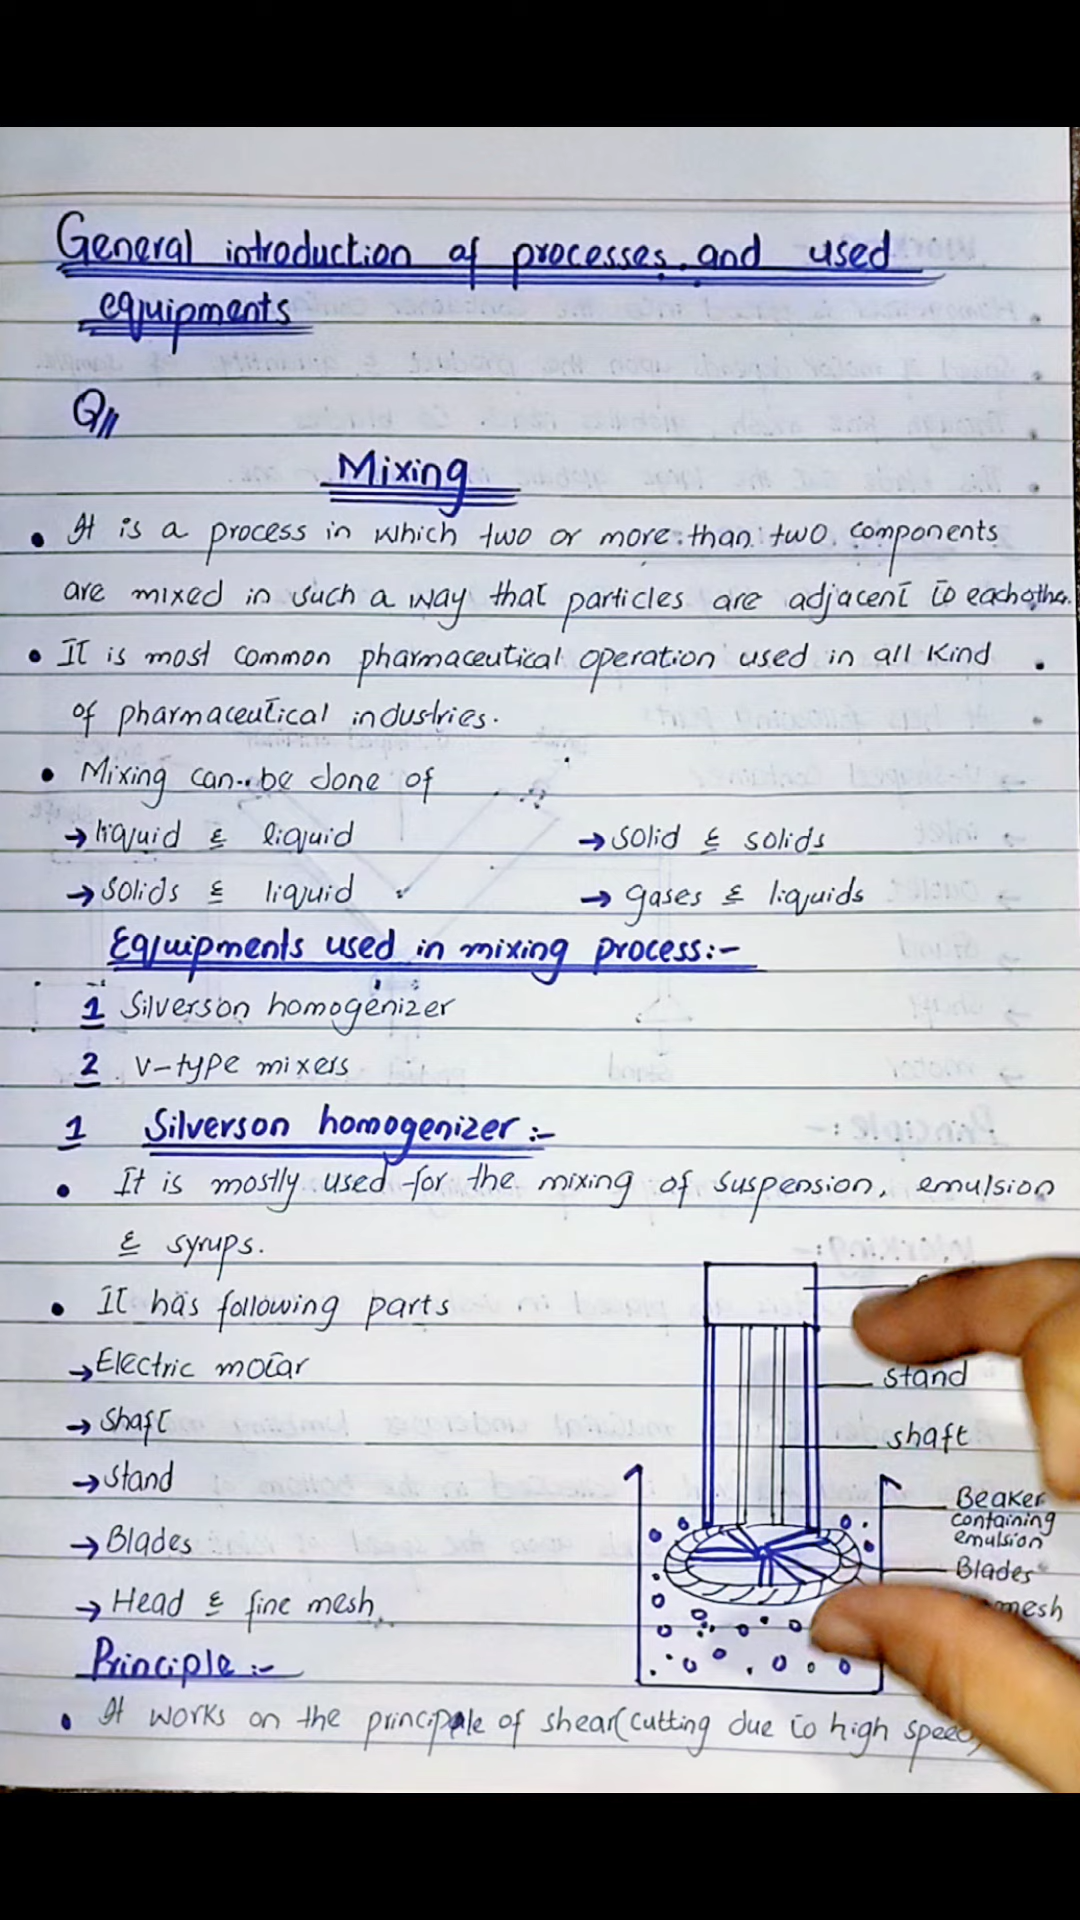 General introduction of processes and used
equipments
Q//
Mixing
• It is a process in which two or more than two components
are mixed in such a way that particles are adjacent to each other.
• It is most common pharmaceutical operation used in all kind
of pharmaceutical industries.
• Mixing can be done of
→ liquid & liquid
→ solid & solids
→ solids & liquid
→ gases & liquids
Equipments used in mixing process:-
1 Silverson homogenizer
2 V-type mixers
1 Silverson homogenizer:-
• It is mostly used for the mixing of suspension, emulsion
& syrups.
• It has following parts
→ Electric motar
→ shaft
→ stand
→ Blades
→ Head & fine mesh
stand
shaft
Beaker
containing
emulsion
Blades
mesh
Principle:-
• It works on the principle of shear (cutting due to high speed)